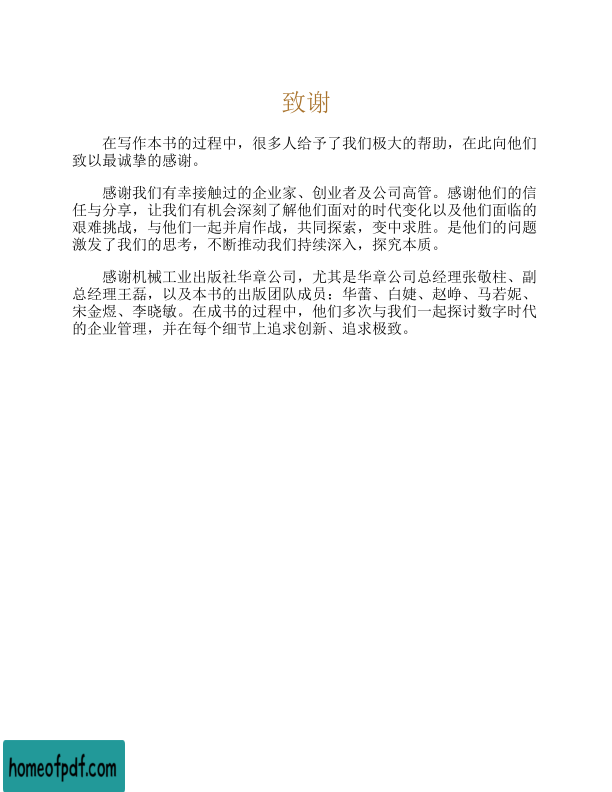 致谢
在写作本书的过程中，很多人给予了我们极大的帮助，在此向他们
致以最诚挚的感谢。
感谢我们有幸接触过的企业家、创业者及公司高管。感谢他们的信
任与分享，让我们有机会深刻了解他们面对的时代变化以及他们面临的
艰难挑战，与他们一起并肩作战，共同探索，变中求胜。是他们的问题
激发了我们的思考，不断推动我们持续深入，探究本质。
感谢机械工业出版社华章公司，尤其是华章公司总经理张敬柱、副
总经理王磊，以及本书的出版团队成员：华蕾、白婕、赵峥、马若妮、
宋金煜、李晓敏。在成书的过程中，他们多次与我们一起探讨数字时代
的企业管理，并在每个细节上追求创新、追求极致。
homeofpdf.com